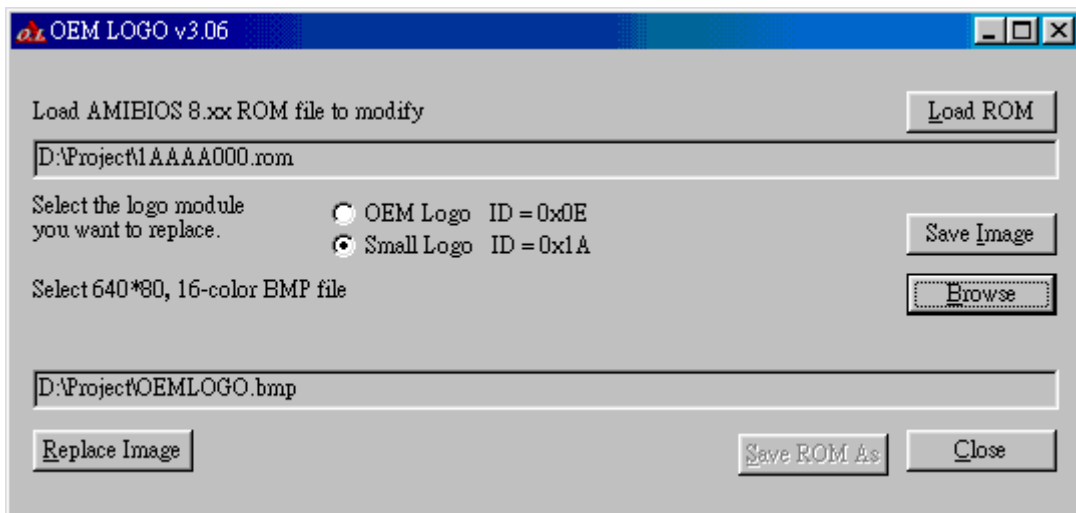 OEM LOGO v3.06
Load AMIBIOS 8.xx ROM file to modify
Load ROM
D:\Project\1AAAA000.rom
Select the logo module
you want to replace.
OEM Logo ID = 0x0E
Small Logo ID = 0x1A
Save Image
Select 640*80, 16-color BMP file
Browse
D:\Project\OEMLOGO.bmp
Replace Image
Save ROM As
Close